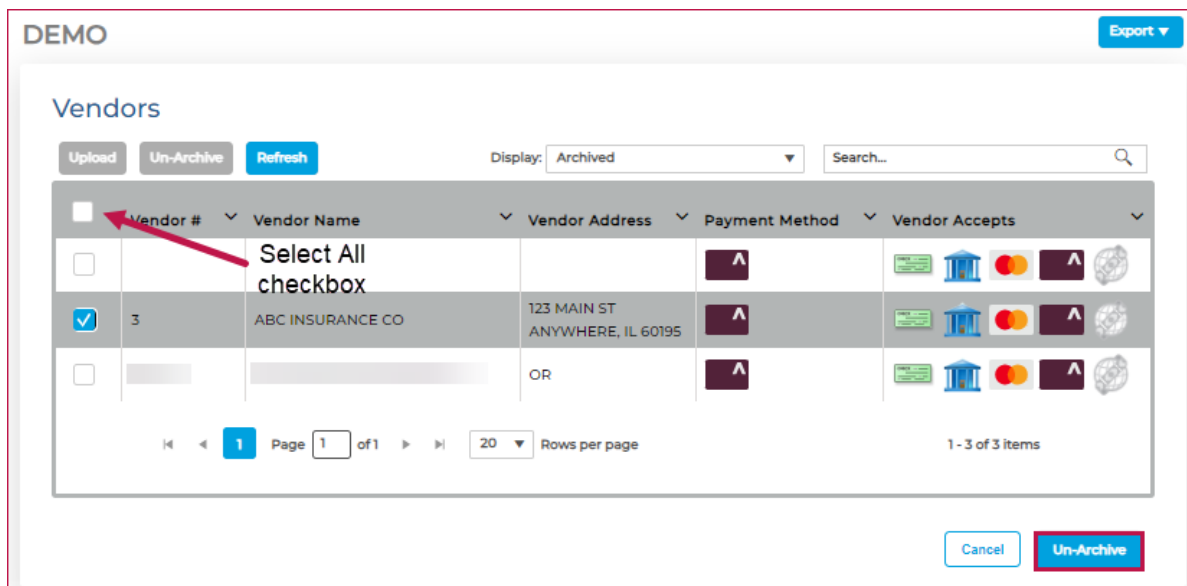 DEMO
Export ▼
Vendors
Upload Un-Archive Refresh Display: Archived Search...
Vendor # Vendor Name Vendor Address Payment Method Vendor Accepts
Select All
checkbox
3 ABC INSURANCE CO 123 MAIN ST
ANYWHERE, IL 60195
OR
1 Page 1 of 1 20 Rows per page 1 - 3 of 3 items
Cancel Un-Archive